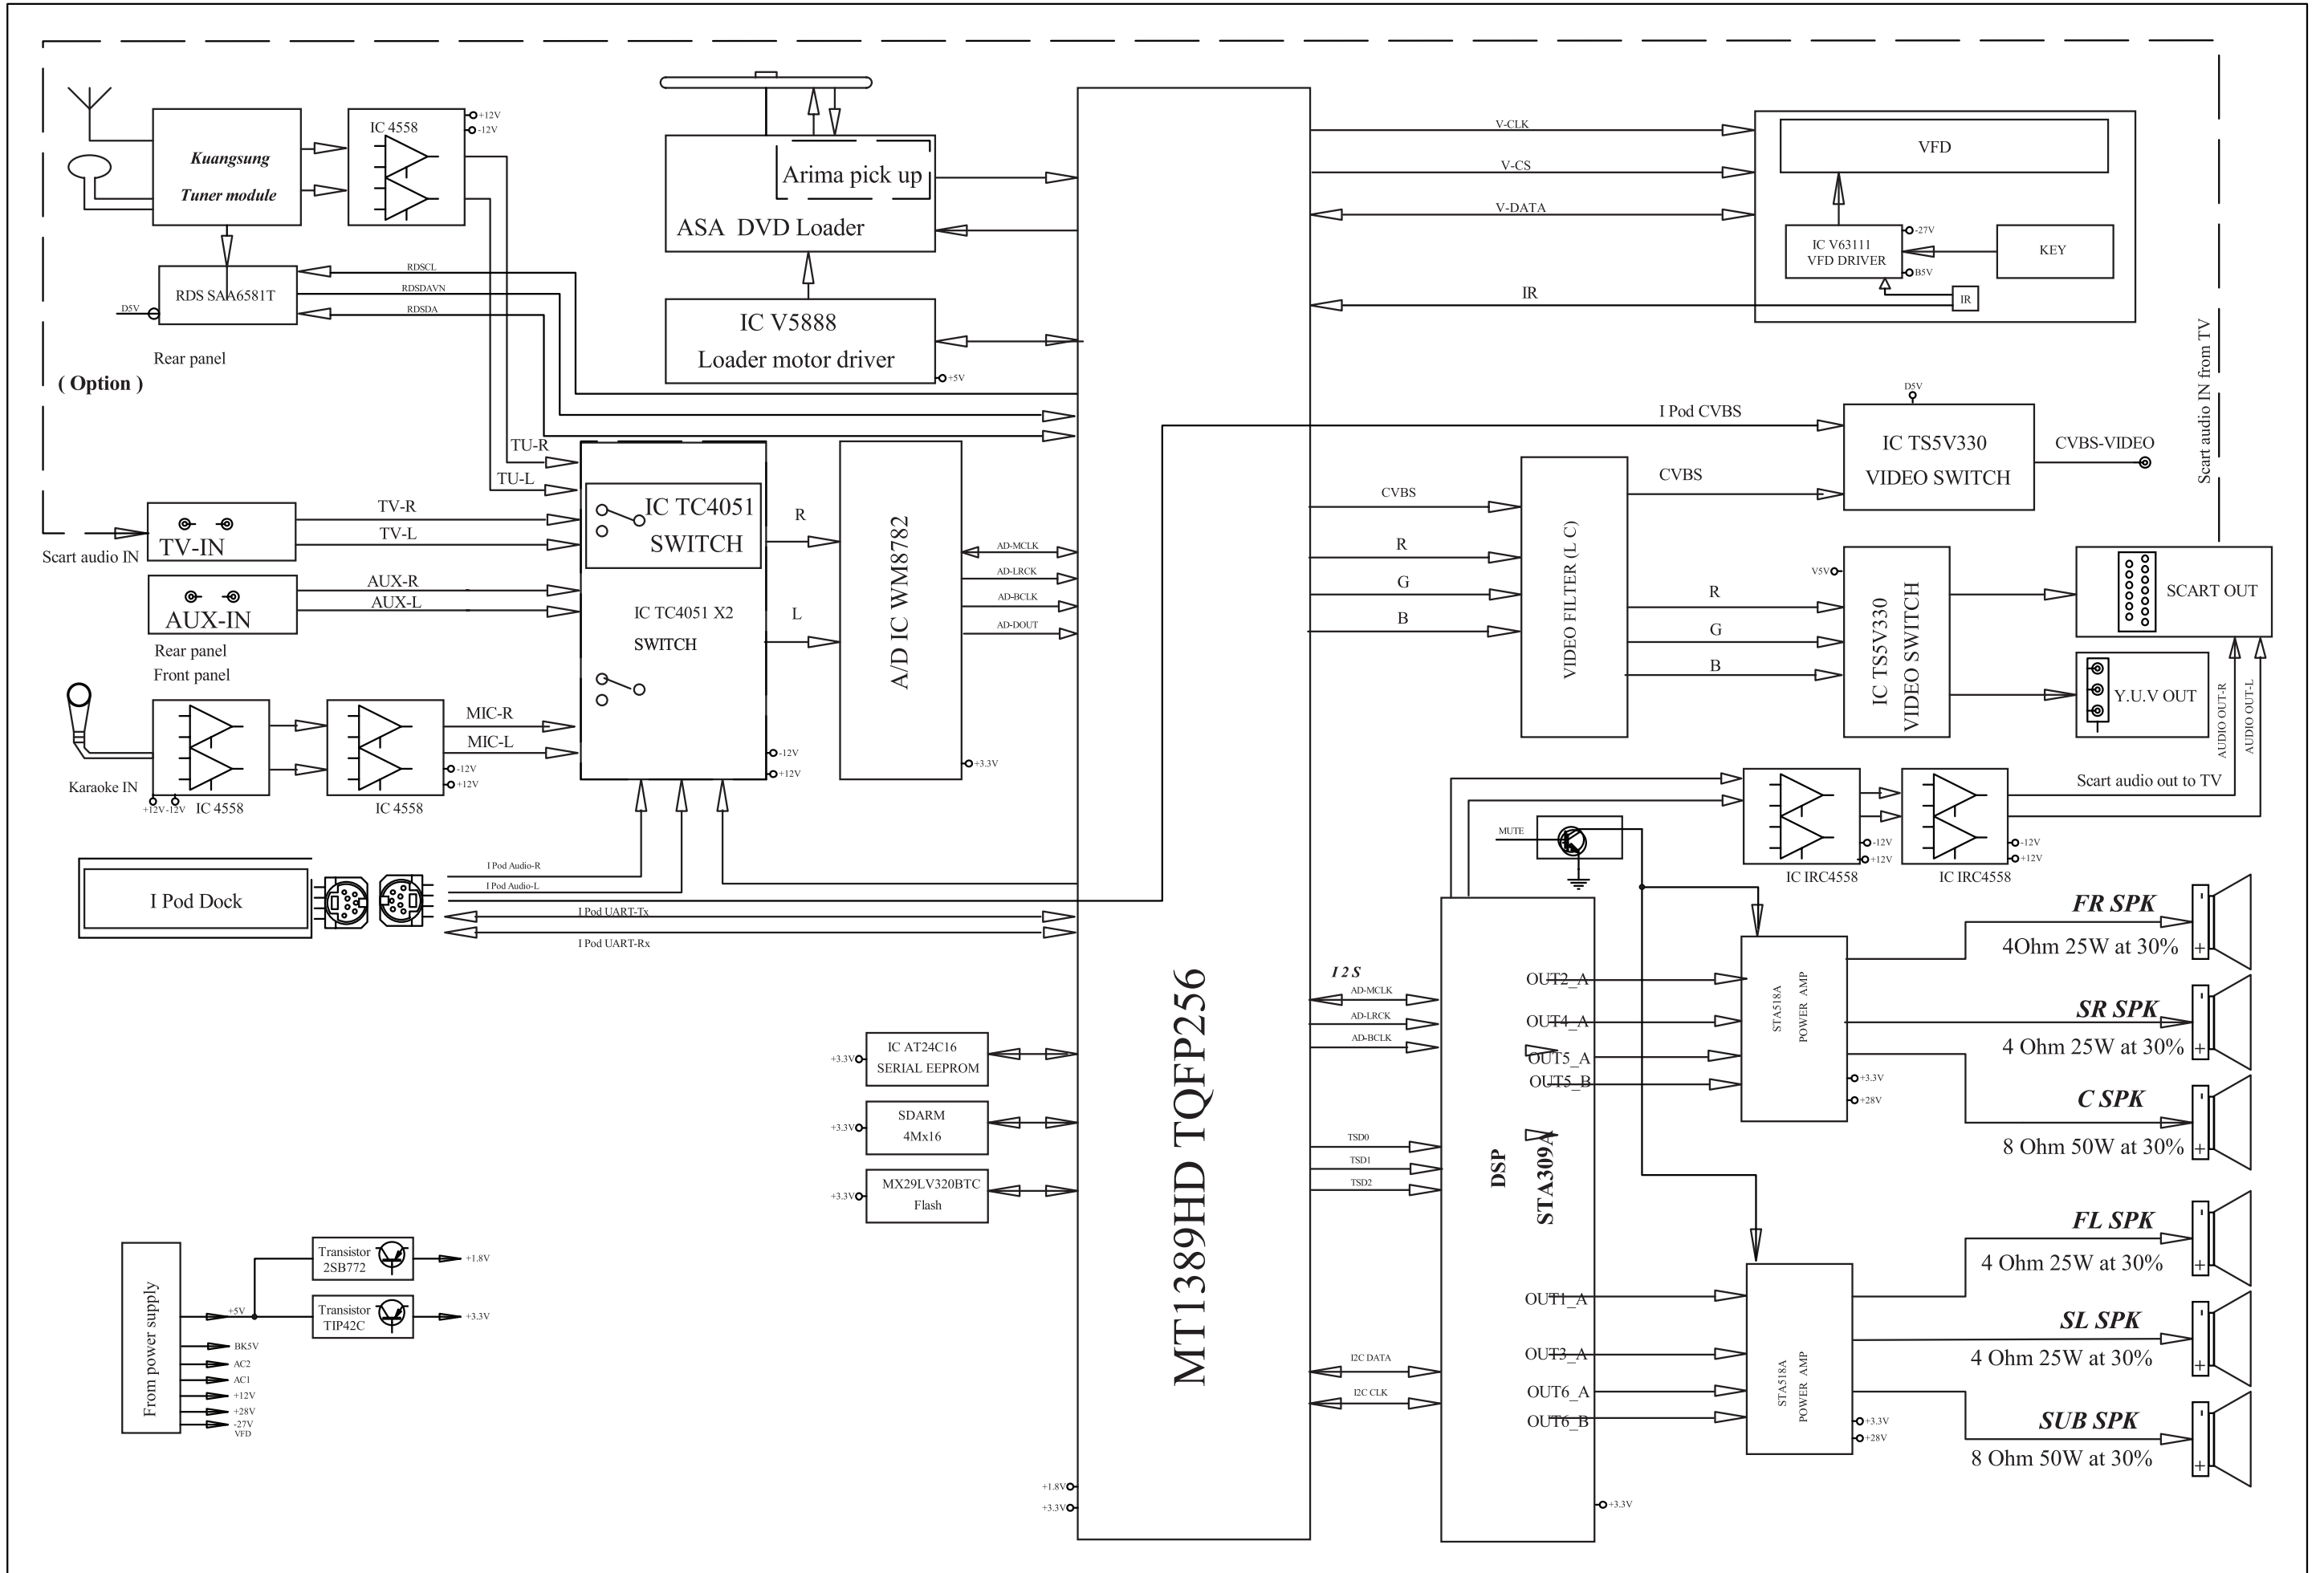 Kuangsung
Tuner module
IC 4558
+12V
-12V
RDS SAA6581T
D5V
RDSCL
RDSDAVN
RDSDA
Rear panel
( Option )
Arima pick up
ASA DVD Loader
IC V5888
Loader motor driver
+5V
TU-R
TU-L
TV-IN
Scart audio IN
TV-R
TV-L
AUX-IN
AUX-R
AUX-L
Rear panel
Front panel
Karaoke IN
+12V
-12V
IC 4558
IC 4558
MIC-R
MIC-L
-12V
+12V
IC TC4051
SWITCH
IC TC4051 X2
SWITCH
-12V
+12V
R
L
A/D IC WM8782
+3.3V
AD-MCLK
AD-LRCK
AD-BCLK
AD-DOUT
I Pod Dock
I Pod Audio-R
I Pod Audio-L
I Pod UART-Tx
I Pod UART-Rx
+3.3V
IC AT24C16
SERIAL EEPROM
+3.3V
SDARM
4Mx16
+3.3V
MX29LV320BTC
Flash
From power supply
+5V
BK5V
AC2
AC1
+12V
+28V
-27V
VFD
Transistor
2SB772
+1.8V
Transistor
TIP42C
+3.3V
MT1389HD TQFP256
+1.8V
+3.3V
V-CLK
V-CS
V-DATA
IR
VFD
IC V63111
VFD DRIVER
-27V
B5V
KEY
IR
Scart audio IN from TV
I Pod CVBS
D5V
IC TS5V330
VIDEO SWITCH
CVBS-VIDEO
CVBS
R
G
B
VIDEO FILTER (L C)
CVBS
R
G
B
V5V
IC TS5V330
VIDEO SWITCH
SCART OUT
Y.U.V OUT
AUDIO OUT-R
AUDIO OUT-L
Scart audio out to TV
-12V
+12V
IC IRC4558
-12V
+12V
IC IRC4558
MUTE
I2S
AD-MCLK
AD-LRCK
AD-BCLK
TSD0
TSD1
TSD2
I2C DATA
I2C CLK
DSP
STA309A
+3.3V
OUT2_A
OUT4_A
OUT5_A
OUT5_B
OUT1_A
OUT3_A
OUT6_A
OUT6_B
STA518A
POWER AMP
+3.3V
+28V
STA518A
POWER AMP
+3.3V
+28V
FR SPK
4Ohm 25W at 30%
-
+
SR SPK
4 Ohm 25W at 30%
-
+
C SPK
8 Ohm 50W at 30%
-
+
FL SPK
4 Ohm 25W at 30%
-
+
SL SPK
4 Ohm 25W at 30%
-
+
SUB SPK
8 Ohm 50W at 30%
-
+